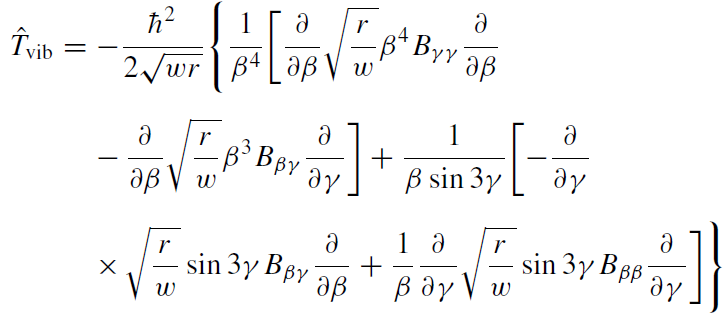 T̂_vib = −ħ²/(2√(wr)) { 1/β⁴ [ ∂/∂β √(r/w) β⁴ B_γγ ∂/∂β
− ∂/∂β √(r/w) β³ B_βγ ∂/∂γ ] + 1/(β sin 3γ) [ −∂/∂γ
× √(r/w) sin 3γ B_βγ ∂/∂β + 1/β ∂/∂γ √(r/w) sin 3γ B_ββ ∂/∂γ ] }